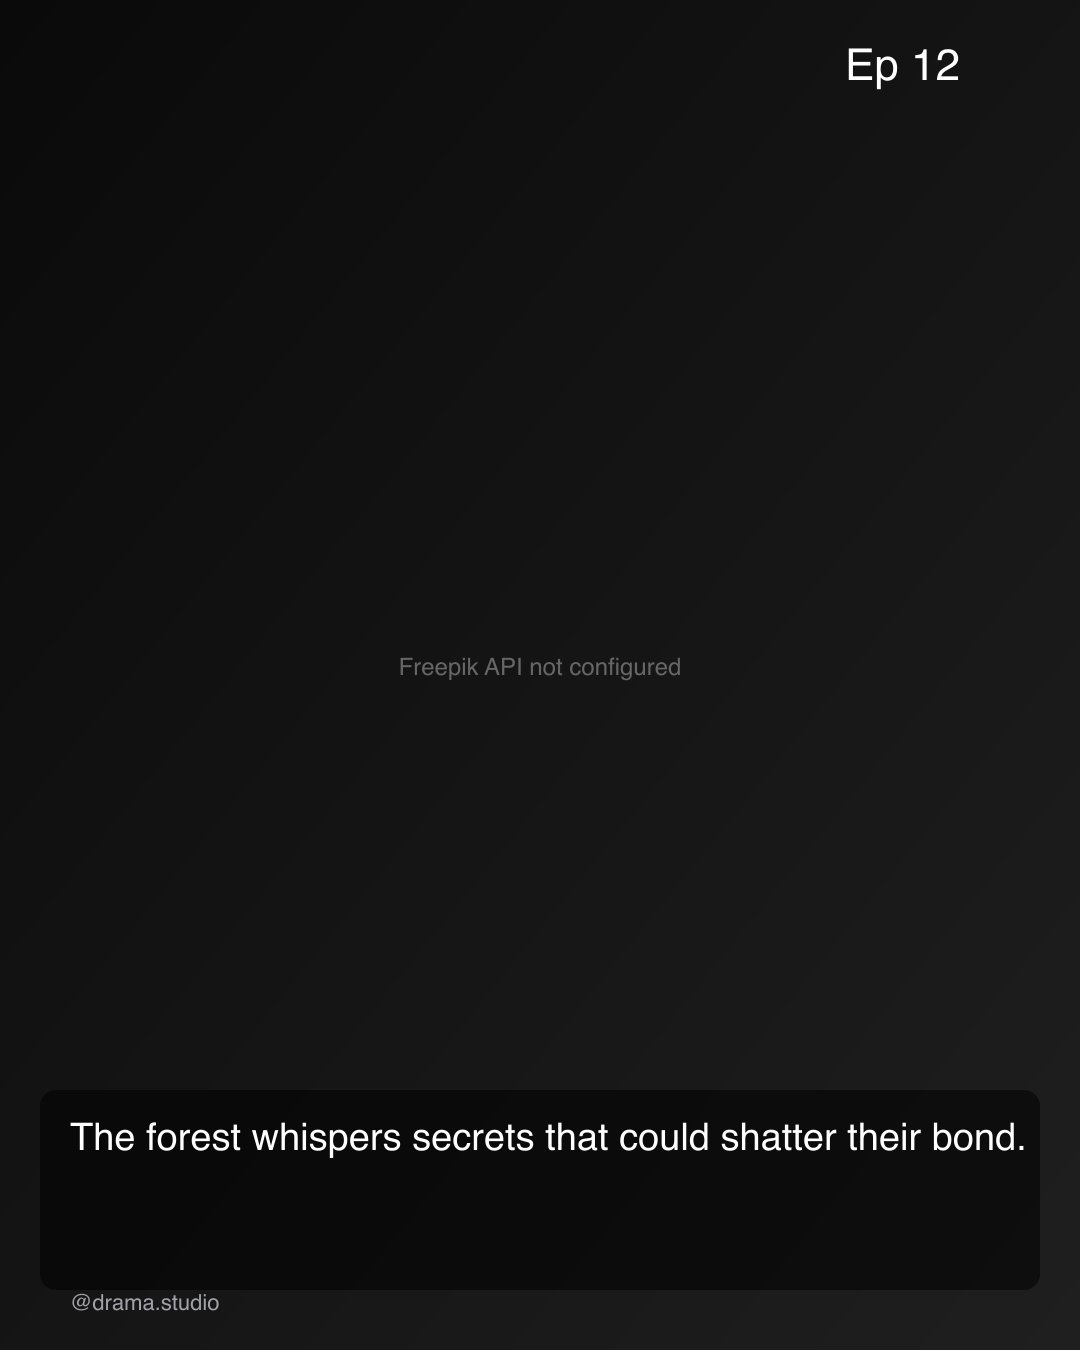 Ep 12
Freepik API not configured
The forest whispers secrets that could shatter their bond.
@drama.studio